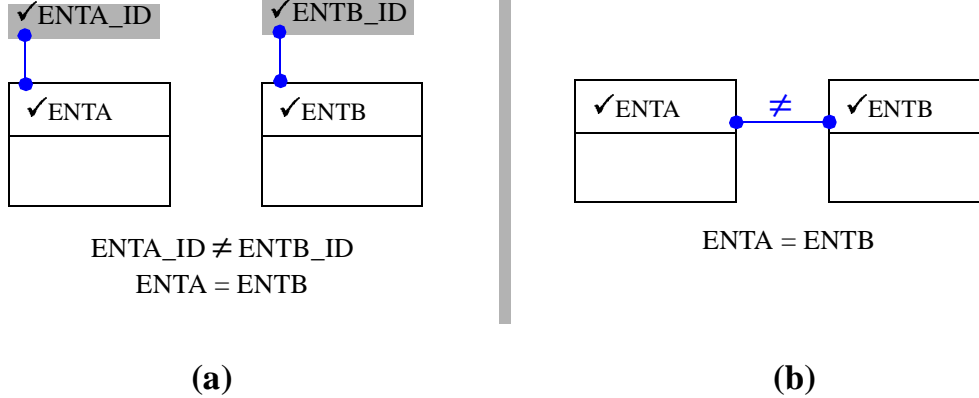 ✓ENTA_ID
✓ENTB_ID
✓ENTA
✓ENTB
ENTA_ID ≠ ENTB_ID
ENTA = ENTB
(a)
✓ENTA
≠
✓ENTB
ENTA = ENTB
(b)